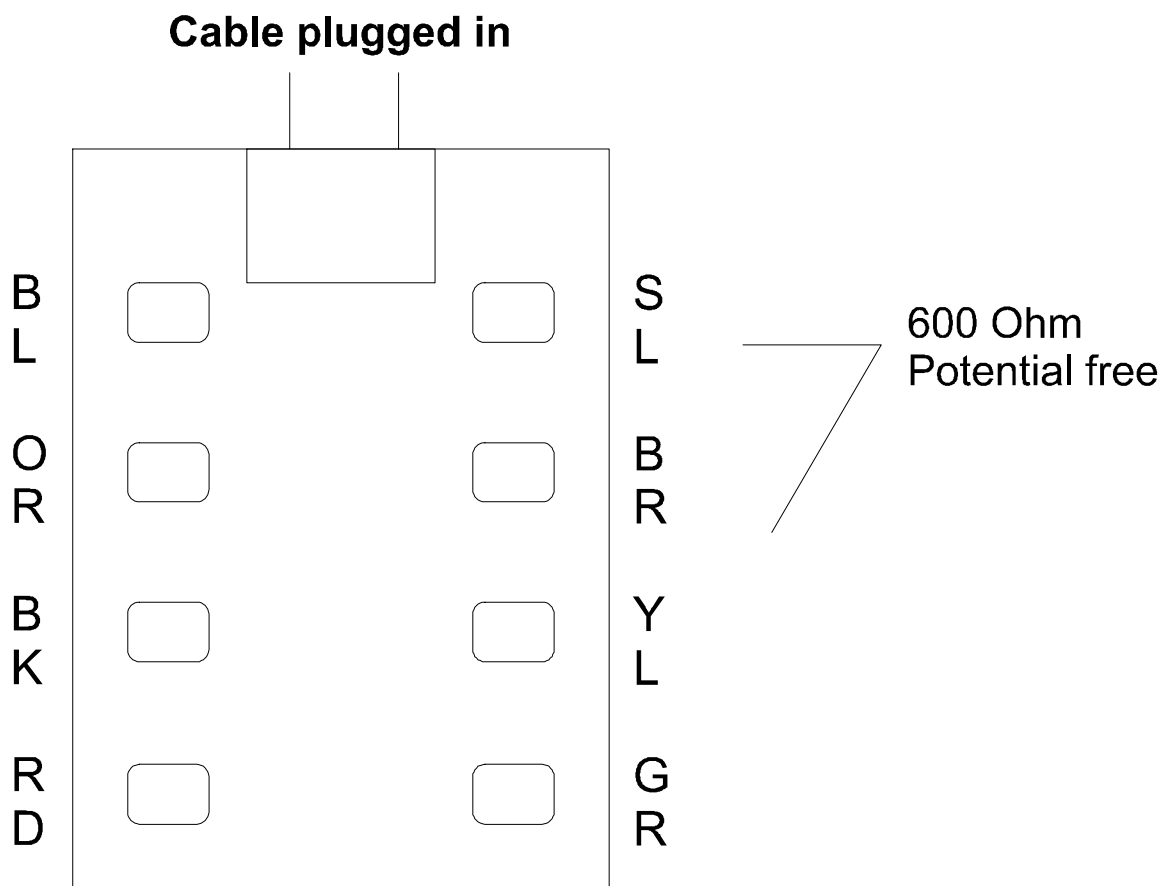 Cable plugged in
B
L
S
L
600 Ohm
Potential free
O
R
B
R
B
K
Y
L
R
D
G
R